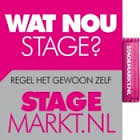 WAT NOU
STAGE?
REGEL HET GEWOON ZELF
STAGE
MARKT.NL
STAGEMARKT.NL